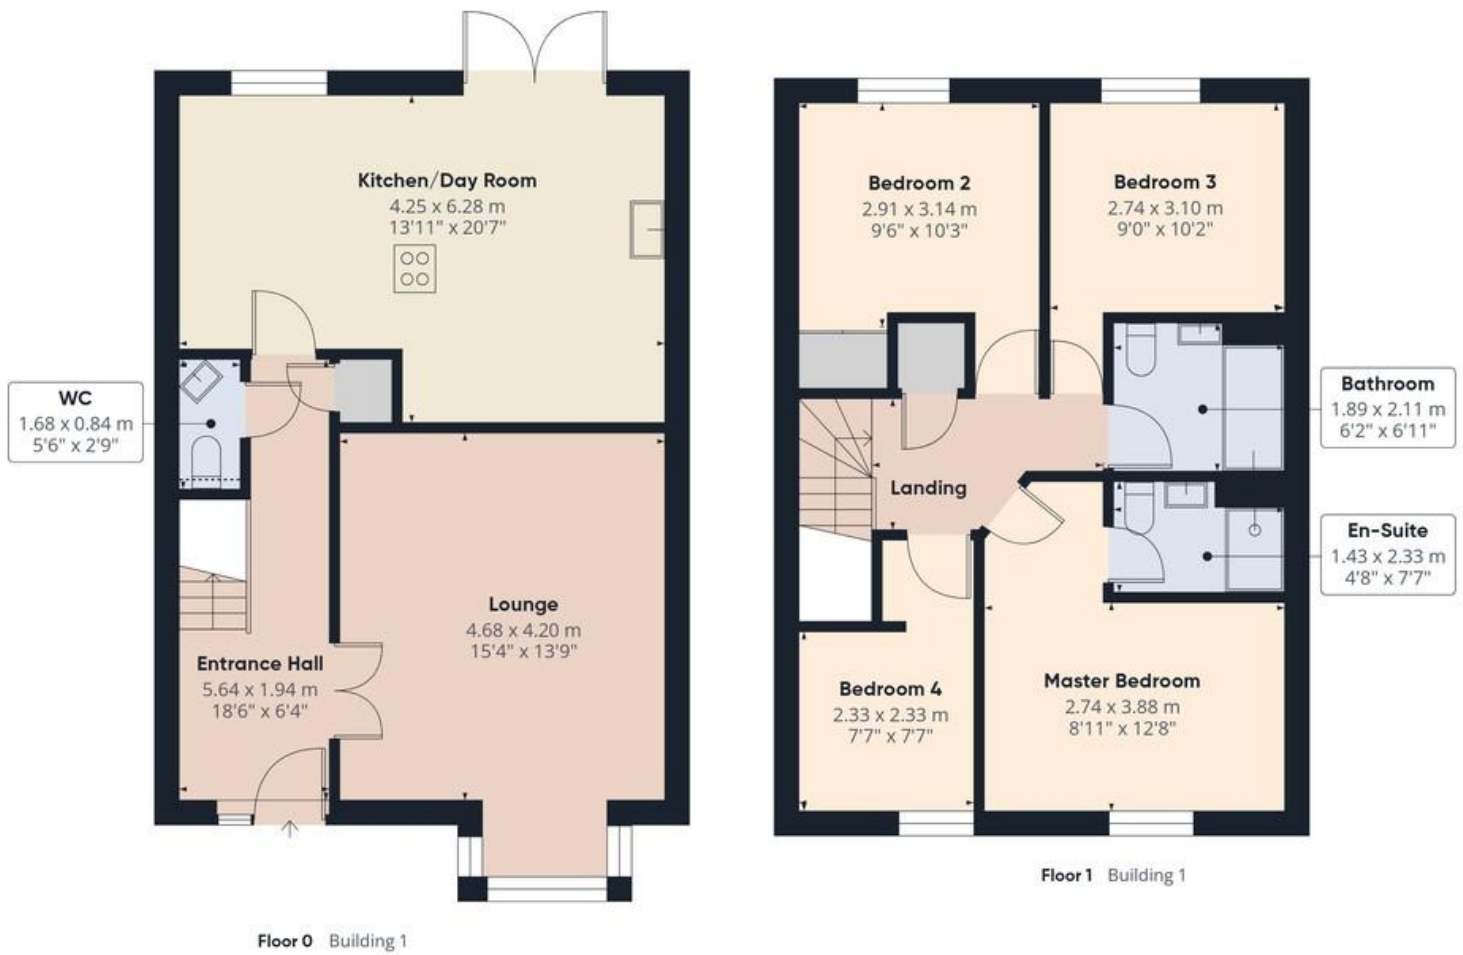 Kitchen/Day Room
4.25 x 6.28 m
13'11" x 20'7"
WC
1.68 x 0.84 m
5'6" x 2'9"
Lounge
4.68 x 4.20 m
15'4" x 13'9"
Entrance Hall
5.64 x 1.94 m
18'6" x 6'4"
Floor 0 Building 1
Bedroom 2
2.91 x 3.14 m
9'6" x 10'3"
Bedroom 3
2.74 x 3.10 m
9'0" x 10'2"
Bathroom
1.89 x 2.11 m
6'2" x 6'11"
Landing
En-Suite
1.43 x 2.33 m
4'8" x 7'7"
Bedroom 4
2.33 x 2.33 m
7'7" x 7'7"
Master Bedroom
2.74 x 3.88 m
8'11" x 12'8"
Floor 1 Building 1